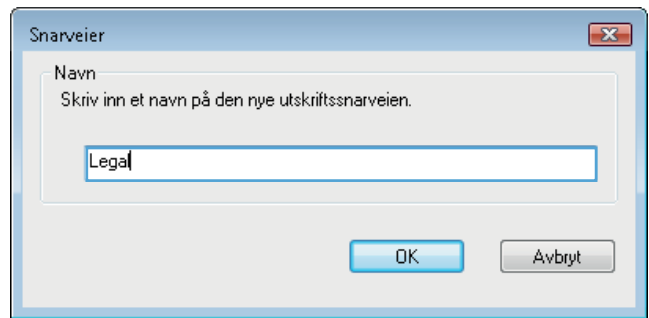 Snarveier
Navn
Skriv inn et navn på den nye utskriftssnarveien.
Legal
OK
Avbryt